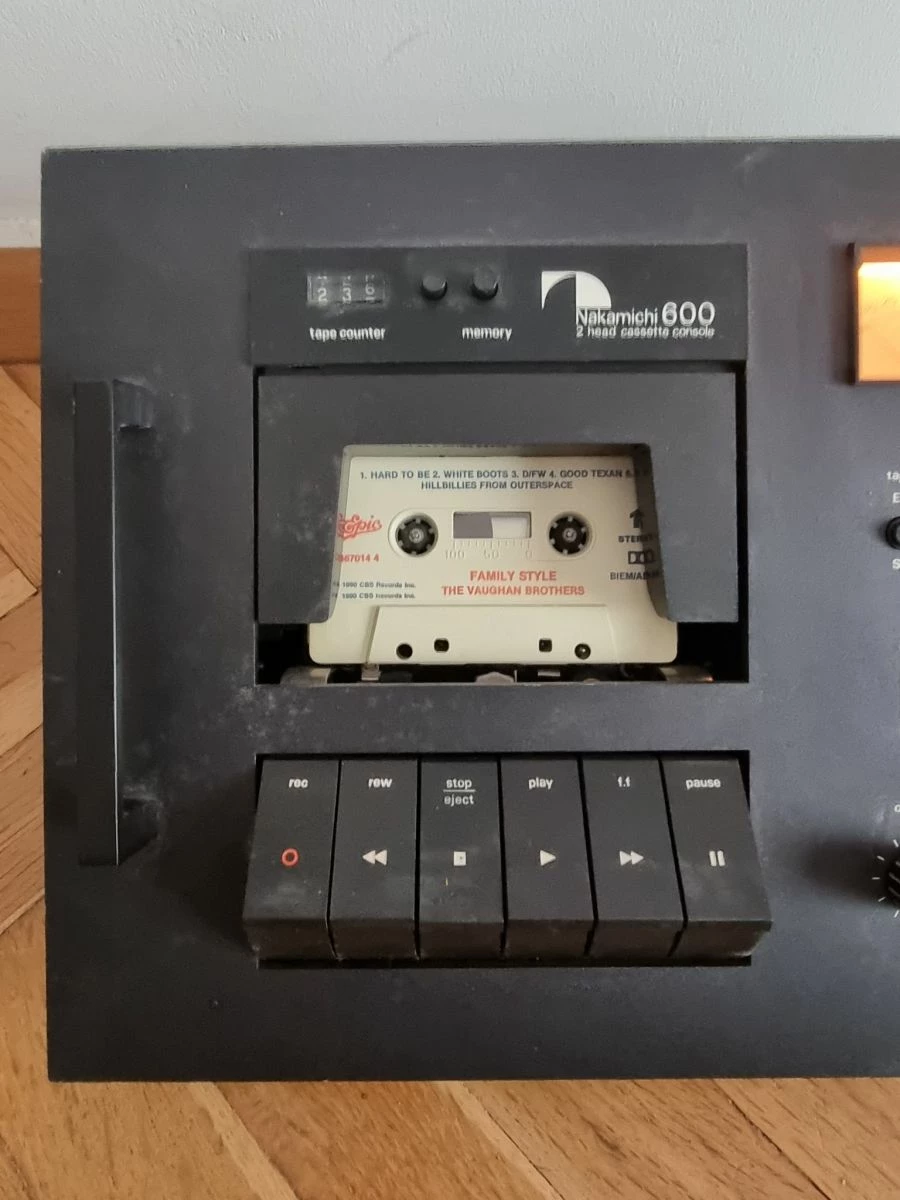 2 3 6
tape counter
memory
Nakamichi 600
2 head cassette console
1. HARD TO BE 2. WHITE BOOTS 3. D/FW 4. GOOD TEXAN
HILLBILLIES FROM OUTERSPACE
Epic
467014 4
100 50 0
1990 CBS Records Inc.
1990 CBS Records Inc.
FAMILY STYLE
THE VAUGHAN BROTHERS
rec
rew
stop
eject
play
f.f
pause